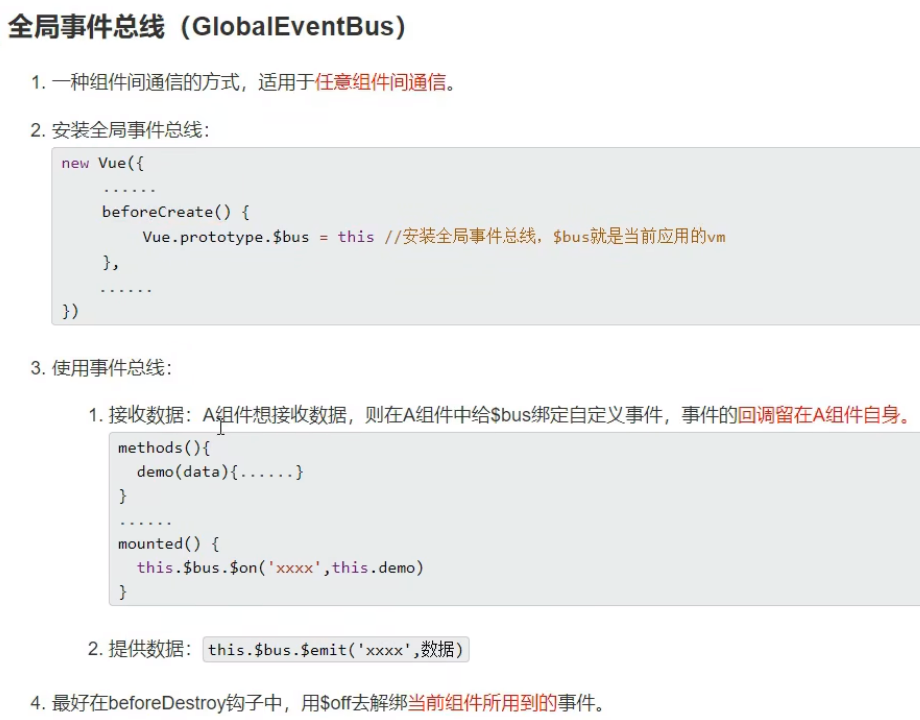 全局事件总线（GlobalEventBus）
1. 一种组件间通信的方式，适用于任意组件间通信。
2. 安装全局事件总线：
new Vue({
......
beforeCreate() {
Vue.prototype.$bus = this //安装全局事件总线，$bus就是当前应用的vm
},
......
})
3. 使用事件总线：
1. 接收数据：A组件想接收数据，则在A组件中给$bus绑定自定义事件，事件的回调留在A组件自身。
methods(){
demo(data){......}
}
......
mounted() {
this.$bus.$on('xxxx',this.demo)
}
2. 提供数据：this.$bus.$emit('xxxx',数据)
4. 最好在beforeDestroy钩子中，用$off去解绑当前组件所用到的事件。